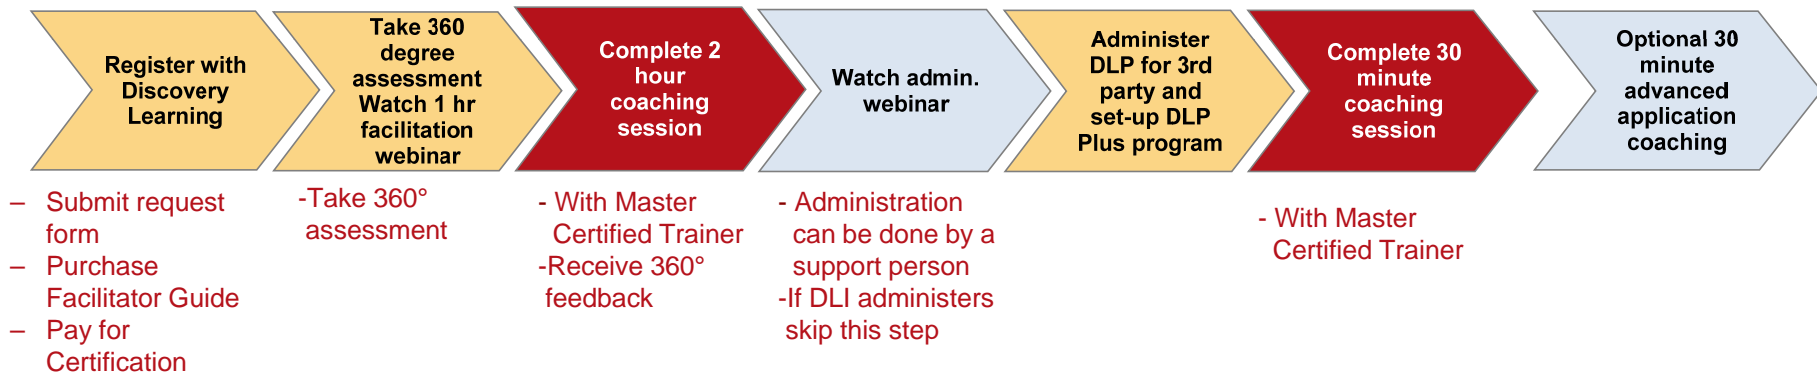 Register with
Discovery
Learning
Take 360
degree
assessment
Watch 1 hr
facilitation
webinar
Complete 2
hour
coaching
session
Watch admin.
webinar
Administer
DLP for 3rd
party and
set-up DLP
Plus program
Complete 30
minute
coaching
session
Optional 30
minute
advanced
application
coaching
– Submit request
form
– Purchase
Facilitator Guide
– Pay for
Certification
-Take 360°
assessment
- With Master
Certified Trainer
-Receive 360°
feedback
- Administration
can be done by a
support person
-If DLI administers
skip this step
- With Master
Certified Trainer